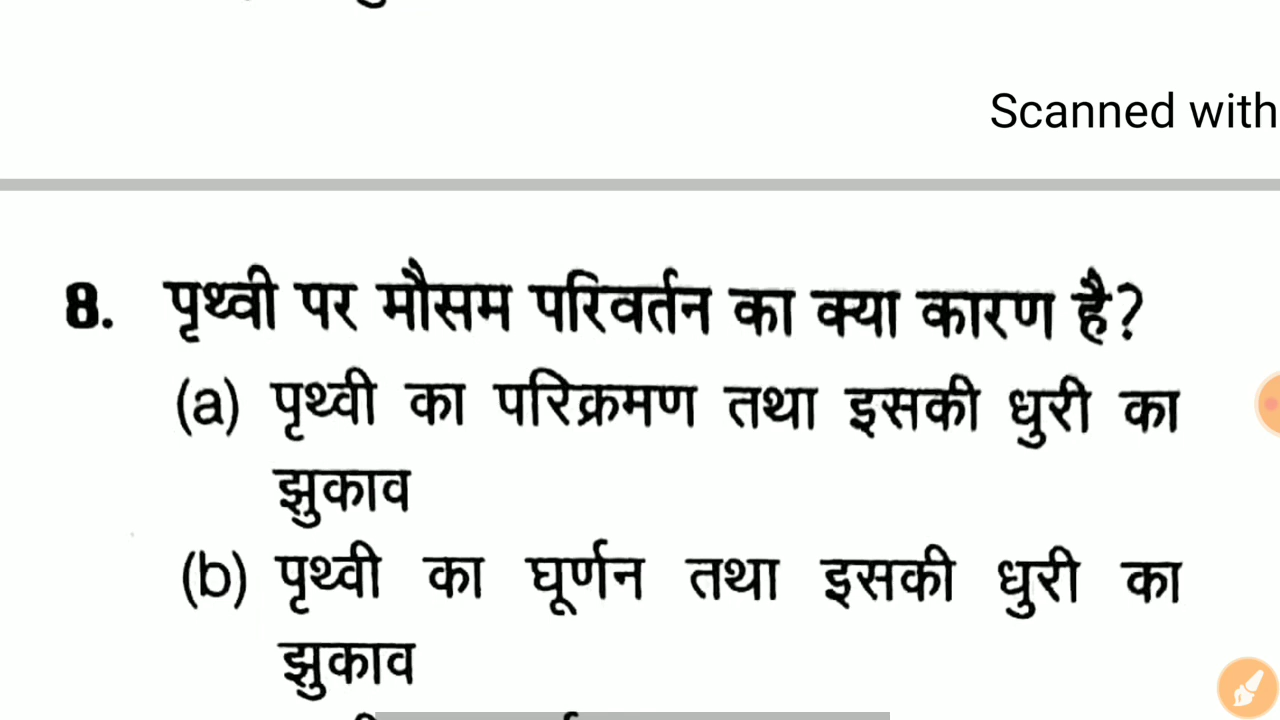 Scanned with
8. पृथ्वी पर मौसम परिवर्तन का क्या कारण है?
(a) पृथ्वी का परिक्रमण तथा इसकी धुरी का
झुकाव
(b) पृथ्वी का घूर्णन तथा इसकी धुरी का
झुकाव